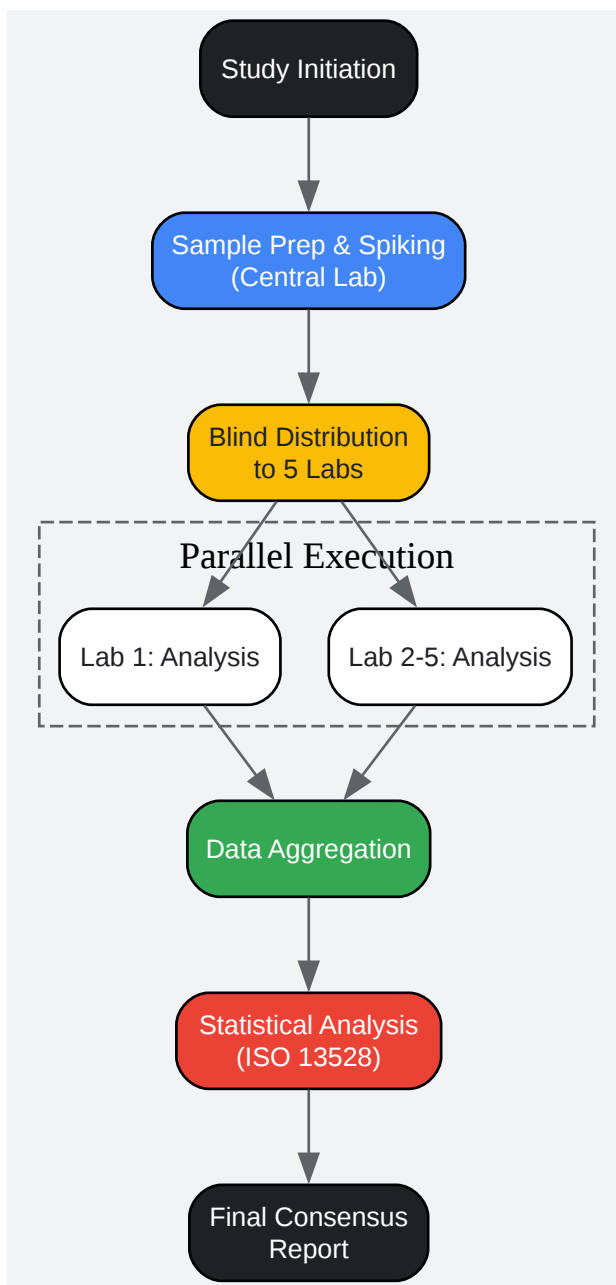 Study Initiation
Sample Prep & Spiking
(Central Lab)
Blind Distribution
to 5 Labs
Parallel Execution
Lab 1: Analysis
Lab 2-5: Analysis
Data Aggregation
Statistical Analysis
(ISO 13528)
Final Consensus
Report